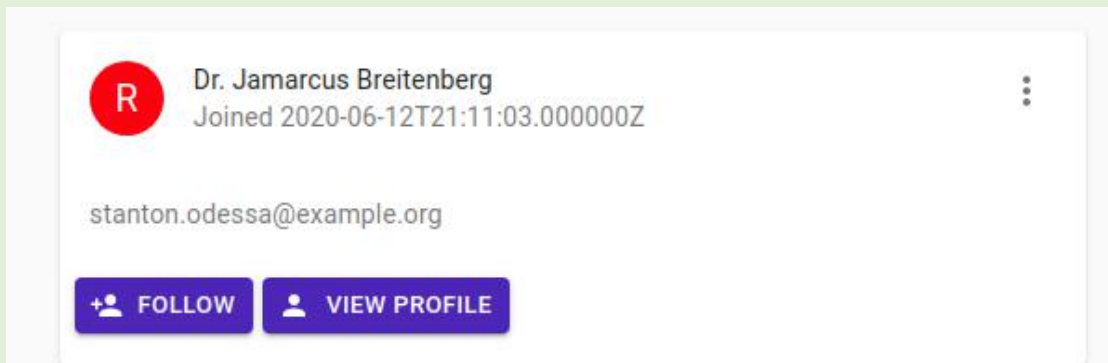 R
Dr. Jamarcus Breitenberg
Joined 2020-06-12T21:11:03.000000Z
stanton.odessa@example.org
FOLLOW VIEW PROFILE